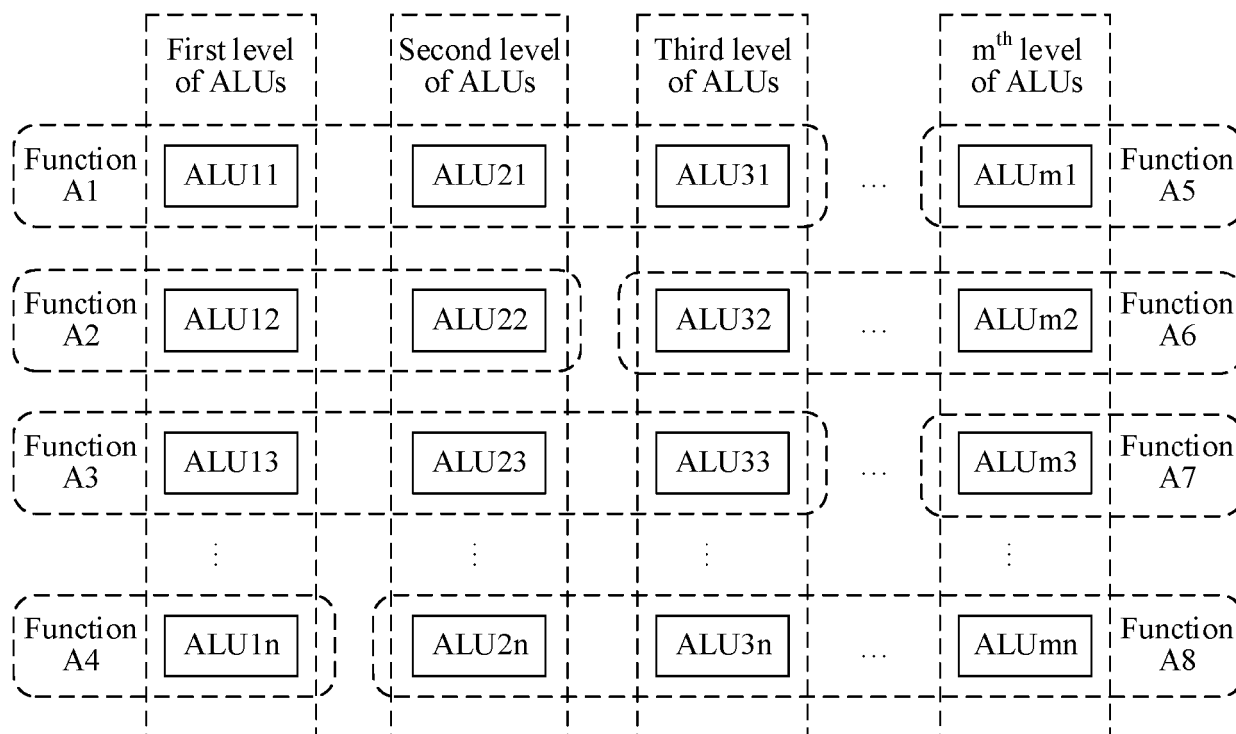 First level
of ALUs
Second level
of ALUs
Third level
of ALUs
mth level
of ALUs
Function
A1
ALU11
ALU21
ALU31
...
ALUm1
Function
A5
Function
A2
ALU12
ALU22
ALU32
...
ALUm2
Function
A6
Function
A3
ALU13
ALU23
ALU33
...
ALUm3
Function
A7
Function
A4
ALU1n
ALU2n
ALU3n
...
ALUmn
Function
A8